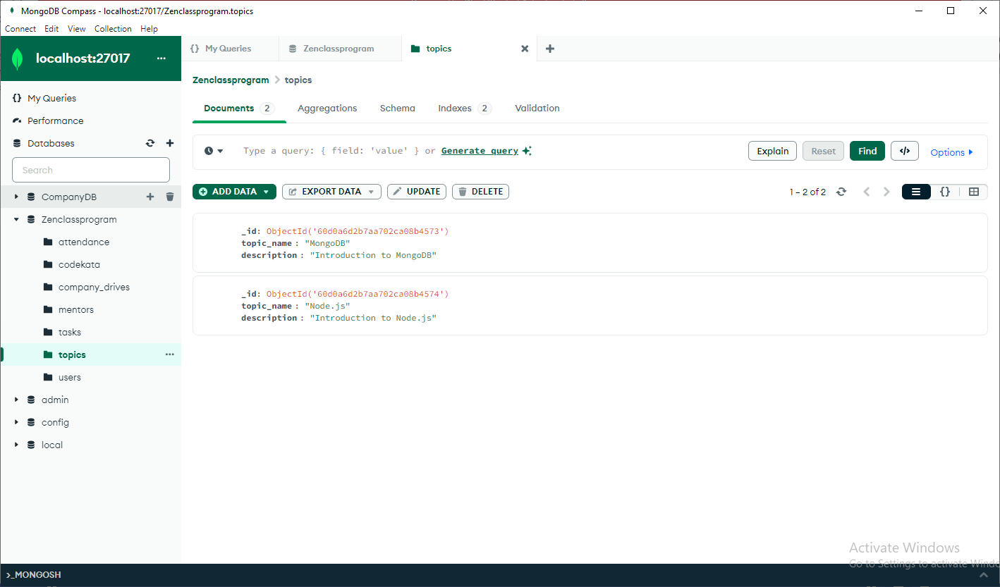 MongoDB Compass - localhost:27017/Zenclassprogram.topics
Connect Edit View Collection Help
localhost:27017
My Queries
Performance
Databases
Search
CompanyDB
Zenclassprogram
attendance
codekata
company_drives
mentors
tasks
topics
users
admin
config
local
{} My Queries
Zenclassprogram
topics
Zenclassprogram > topics
Documents 2 Aggregations Schema Indexes 2 Validation
Type a query: { field: 'value' } or Generate query
Explain Reset Find </> Options
ADD DATA EXPORT DATA UPDATE DELETE
1 – 2 of 2
{}
_id: ObjectId('60d0a6d2b7aa702ca08b4573')
topic_name : "MongoDB"
description : "Introduction to MongoDB"
_id: ObjectId('60d0a6d2b7aa702ca08b4574')
topic_name : "Node.js"
description : "Introduction to Node.js"
Activate Windows
Go to Settings to activate Windo
>_MONGOSH